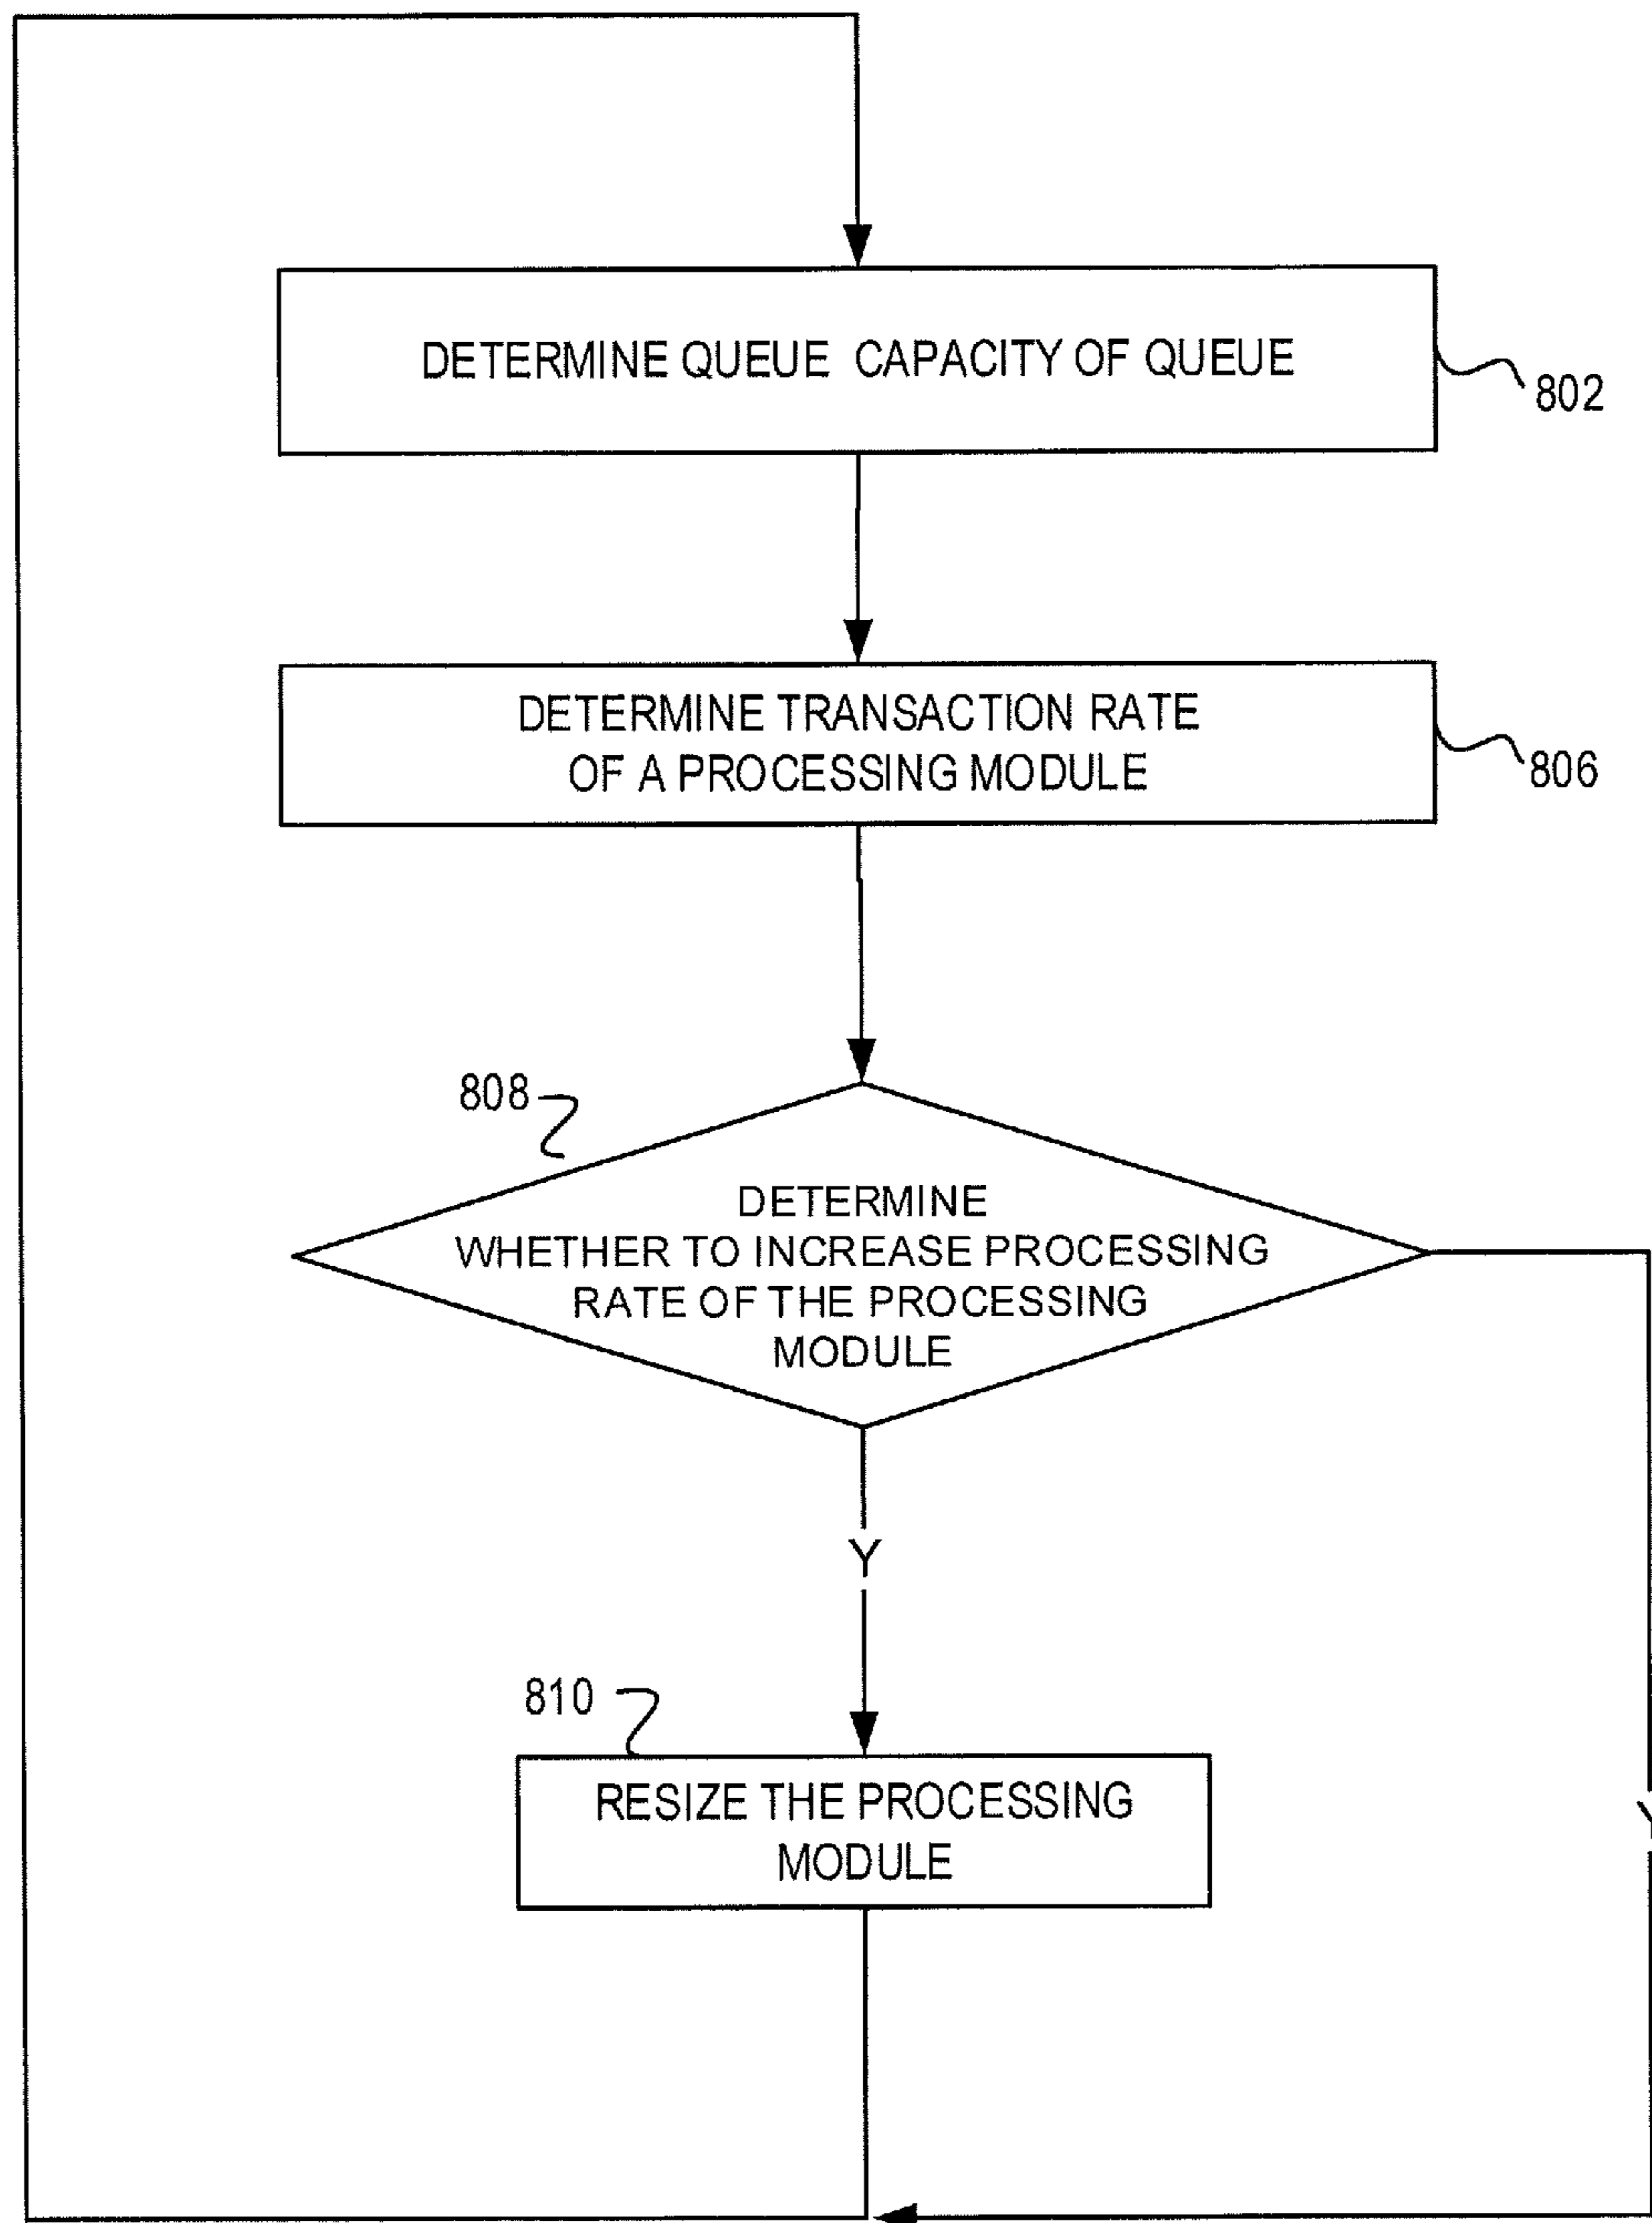 DETERMINE QUEUE CAPACITY OF QUEUE
802
DETERMINE TRANSACTION RATE
OF A PROCESSING MODULE
806
808
DETERMINE
WHETHER TO INCREASE PROCESSING
RATE OF THE PROCESSING
MODULE
Y
810
RESIZE THE PROCESSING
MODULE
Y